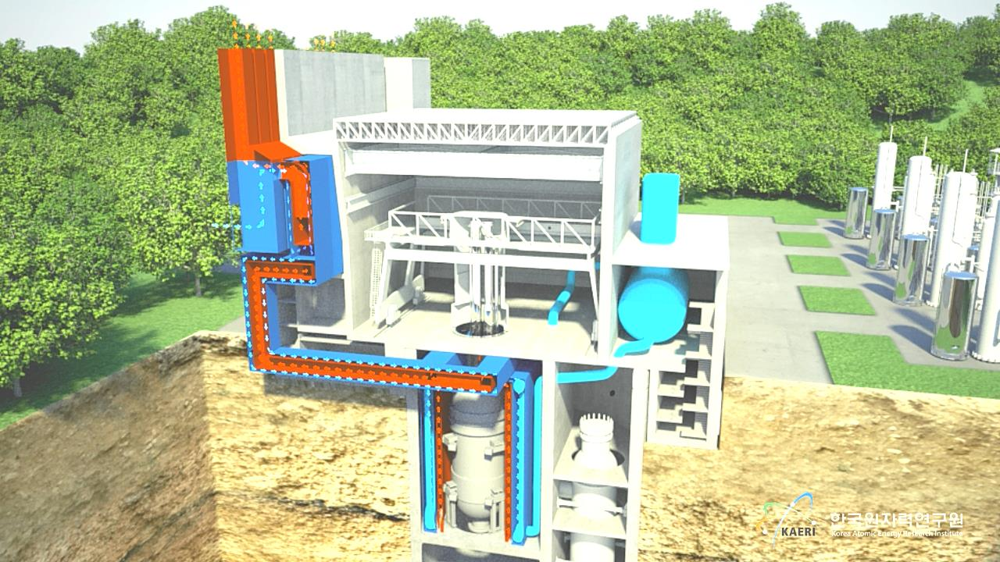 KAERI
한국원자력연구원
Korea Atomic Energy Research Institute